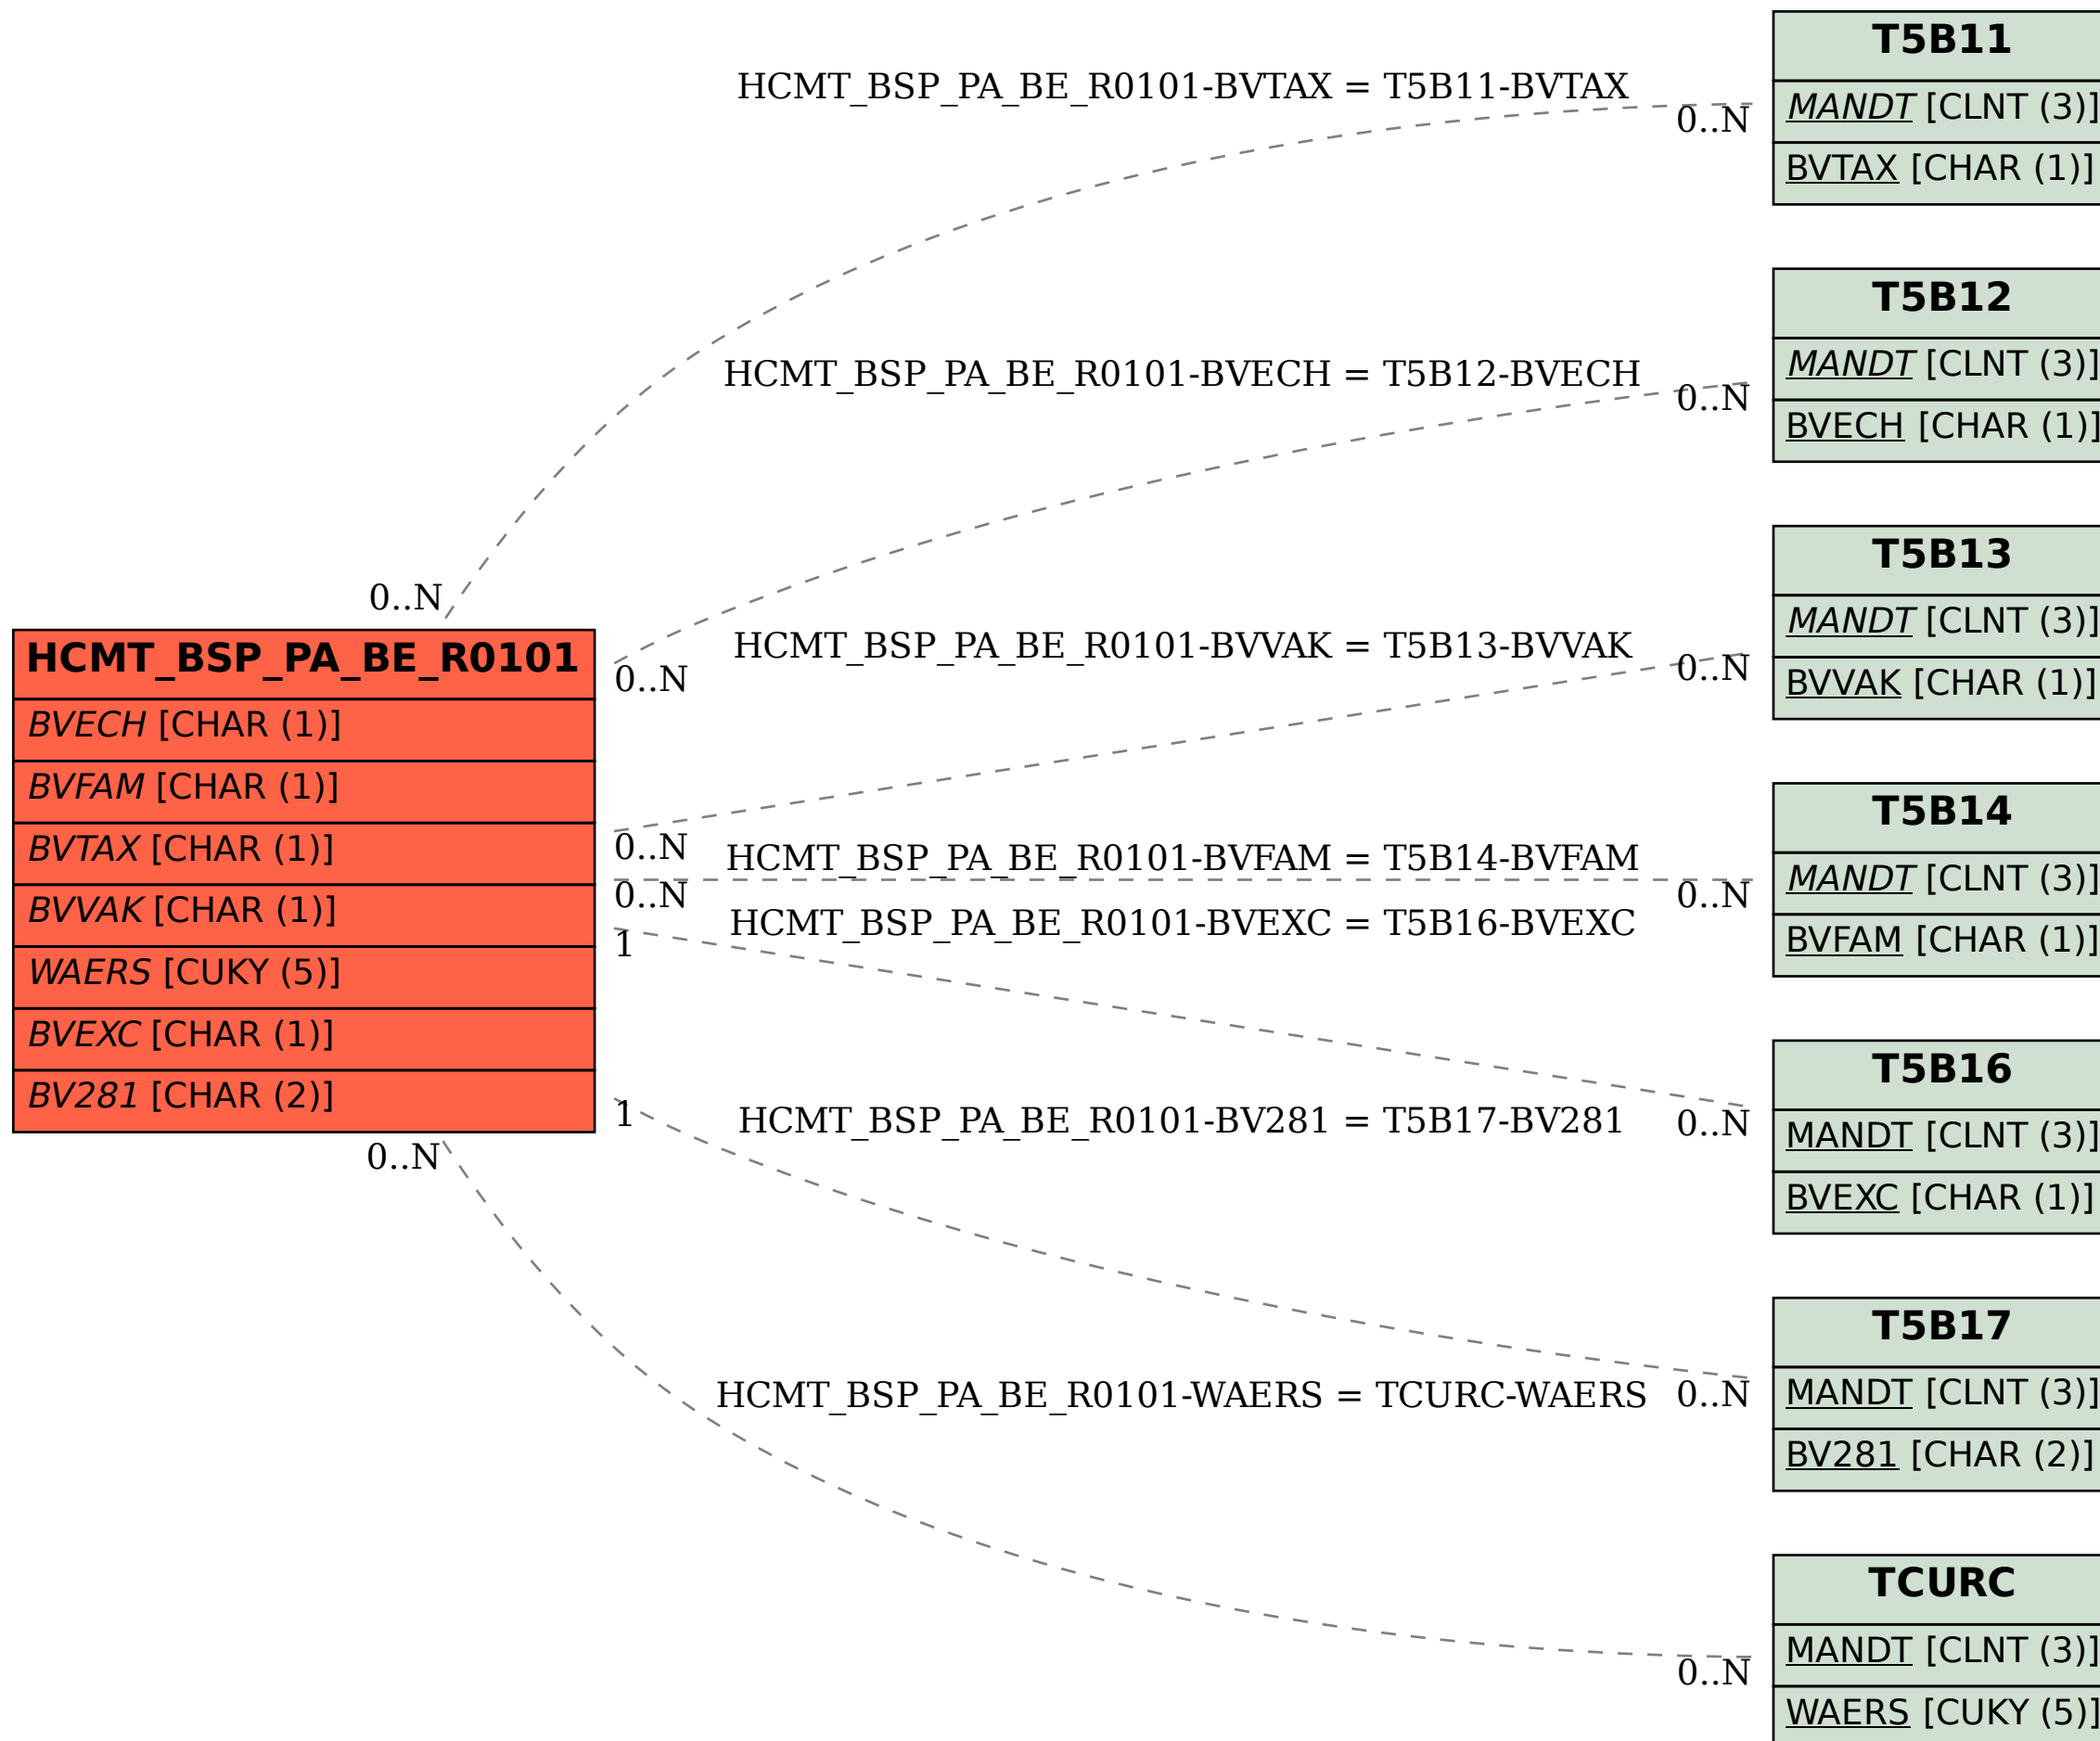 T5B11
MANDT [CLNT (3)]
BVTAX [CHAR (1)]
HCMT_BSP_PA_BE_R0101-BVTAX = T5B11-BVTAX
0..N
T5B12
MANDT [CLNT (3)]
BVECH [CHAR (1)]
HCMT_BSP_PA_BE_R0101-BVECH = T5B12-BVECH
0..N
T5B13
MANDT [CLNT (3)]
BVVAK [CHAR (1)]
0..N
HCMT_BSP_PA_BE_R0101
BVECH [CHAR (1)]
BVFAM [CHAR (1)]
BVTAX [CHAR (1)]
BVVAK [CHAR (1)]
WAERS [CUKY (5)]
BVEXC [CHAR (1)]
BV281 [CHAR (2)]
0..N
HCMT_BSP_PA_BE_R0101-BVVAK = T5B13-BVVAK
0..N
0..N
HCMT_BSP_PA_BE_R0101-BVFAM = T5B14-BVFAM
0..N
0..N
T5B14
MANDT [CLNT (3)]
BVFAM [CHAR (1)]
HCMT_BSP_PA_BE_R0101-BVEXC = T5B16-BVEXC
1
T5B16
MANDT [CLNT (3)]
BVEXC [CHAR (1)]
1
HCMT_BSP_PA_BE_R0101-BV281 = T5B17-BV281
0..N
0..N
T5B17
MANDT [CLNT (3)]
BV281 [CHAR (2)]
HCMT_BSP_PA_BE_R0101-WAERS = TCURC-WAERS
0..N
TCURC
MANDT [CLNT (3)]
WAERS [CUKY (5)]
0..N